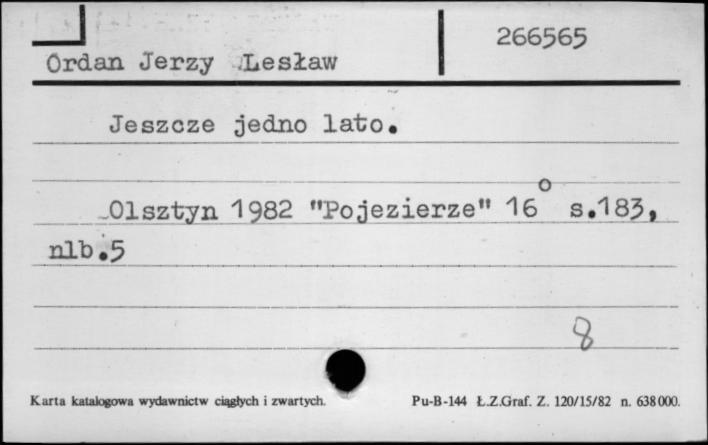 266565
Ordan Jerzy Lesław
Jeszcze jedno lato.
Olsztyn 1982 "Pojezierze" 16° s.183,
nlb.5
8
Karta katalogowa wydawnictw ciągłych i zwartych. Pu-B-144 Ł.Z.Graf. Z. 120/15/82 n. 638000.